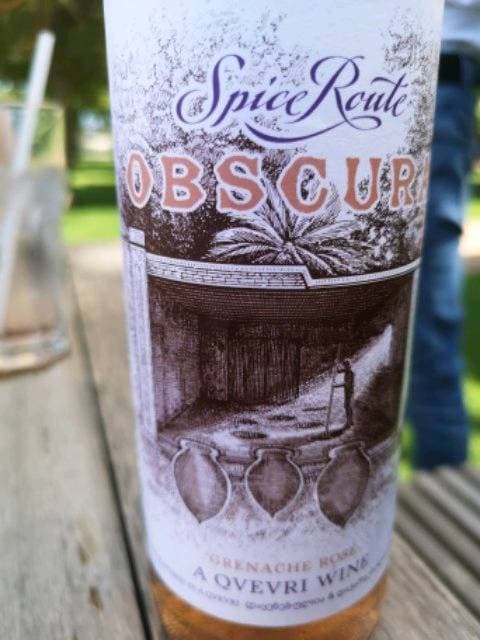 Spice Route
OBSCURA
GRENACHE ROSÉ
A QVEVRI WINE